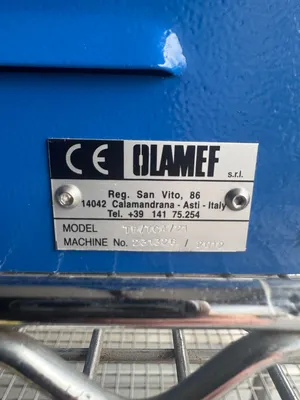 CE OLAMEF s.r.l.
Reg. San Vito, 86
14042 Calamandrana - Asti - Italy
Tel. +39 141 75.254
MODEL
MACHINE No. /